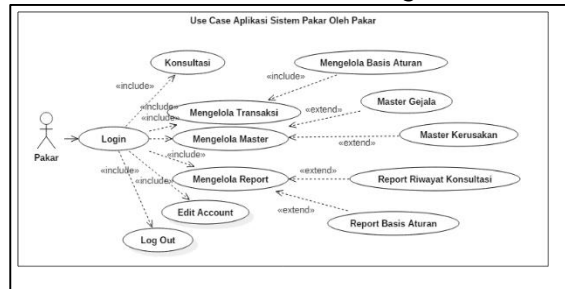 Use Case Aplikasi Sistem Pakar Oleh Pakar
Konsultasi
Mengelola Basis Aturan
«include»
«include»
«include»
«include»
Mengelola Transaksi
«extend»
Master Gejala
Login
Mengelola Master
«extend»
Master Kerusakan
Pakar
«include»
«include»
«include»
Mengelola Report
«extend»
Report Riwayat Konsultasi
Edit Account
«extend»
Report Basis Aturan
Log Out